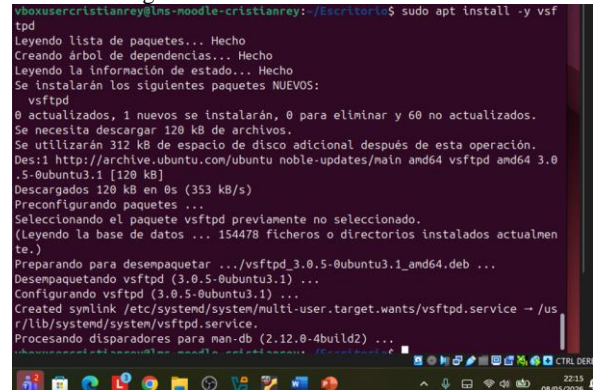 vboxusercristianrey@lms-moodle-cristianrey:~/Escritorio$ sudo apt install -y vsf
tpd
Leyendo lista de paquetes... Hecho
Creando árbol de dependencias... Hecho
Leyendo la información de estado... Hecho
Se instalarán los siguientes paquetes NUEVOS:
vsftpd
0 actualizados, 1 nuevos se instalarán, 0 para eliminar y 60 no actualizados.
Se necesita descargar 120 kB de archivos.
Se utilizarán 312 kB de espacio de disco adicional después de esta operación.
Des:1 http://archive.ubuntu.com/ubuntu noble-updates/main amd64 vsftpd amd64 3.0
.5-0ubuntu3.1 [120 kB]
Descargados 120 kB en 0s (353 kB/s)
Preconfigurando paquetes ...
Seleccionando el paquete vsftpd previamente no seleccionado.
(Leyendo la base de datos ... 154478 ficheros o directorios instalados actualmen
te.)
Preparando para desempaquetar .../vsftpd_3.0.5-0ubuntu3.1_amd64.deb ...
Desempaquetando vsftpd (3.0.5-0ubuntu3.1) ...
Configurando vsftpd (3.0.5-0ubuntu3.1) ...
Created symlink /etc/systemd/system/multi-user.target.wants/vsftpd.service → /us
r/lib/systemd/system/vsftpd.service.
Procesando disparadores para man-db (2.12.0-4build2) ...
CTRL DERE
22:15
08/05/2026